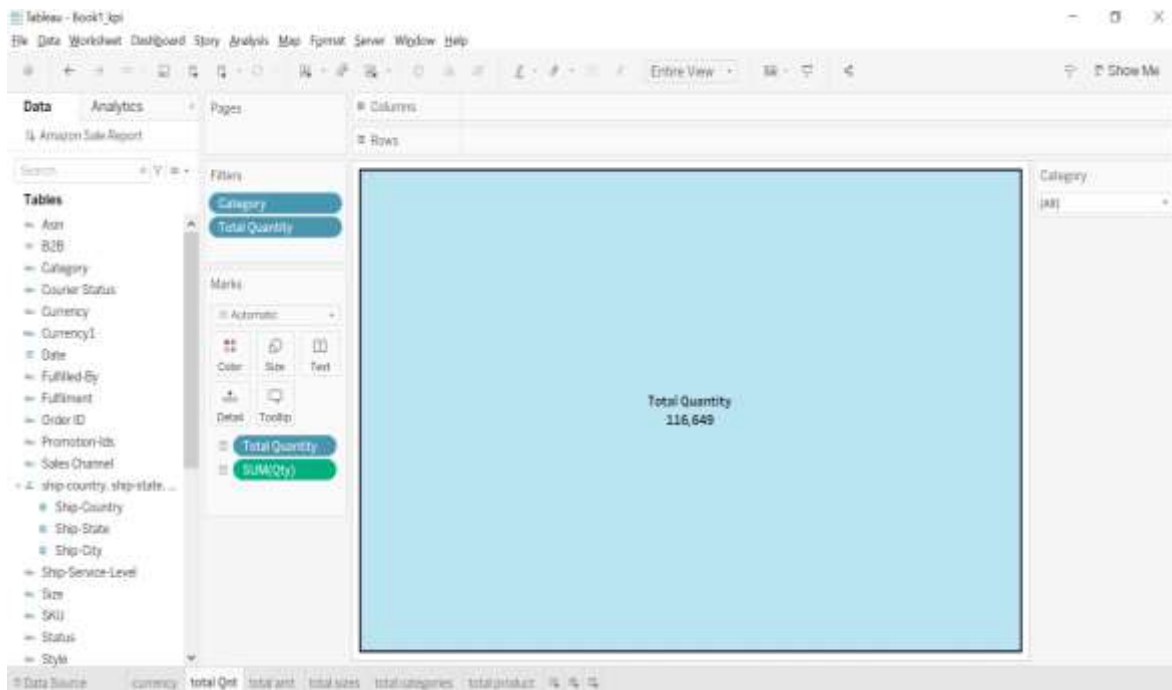 Tableau - Book1_kpi
File Data Worksheet Dashboard Story Analysis Map Format Server Window Help
Entire View
Show Me
Data Analytics
Pages
Columns
Amazon Sale Report
Rows
Search
Filters
Category
Tables
Category
(All)
Asin
Total Quantity
B2B
Category
Courier Status
Marks
Currency
Automatic
Currency1
Date
Color Size Text
Fulfilled-By
Fulfilment
Detail Tooltip
Total Quantity
Order ID
116,649
Promotion-Ids
Total Quantity
Sales Channel
SUM(Qty)
ship-country, ship-state, ...
Ship-Country
Ship-State
Ship-City
Ship-Service-Level
Size
SKU
Status
Style
Data Source currency total Qnt total amt total sizes total categories total product